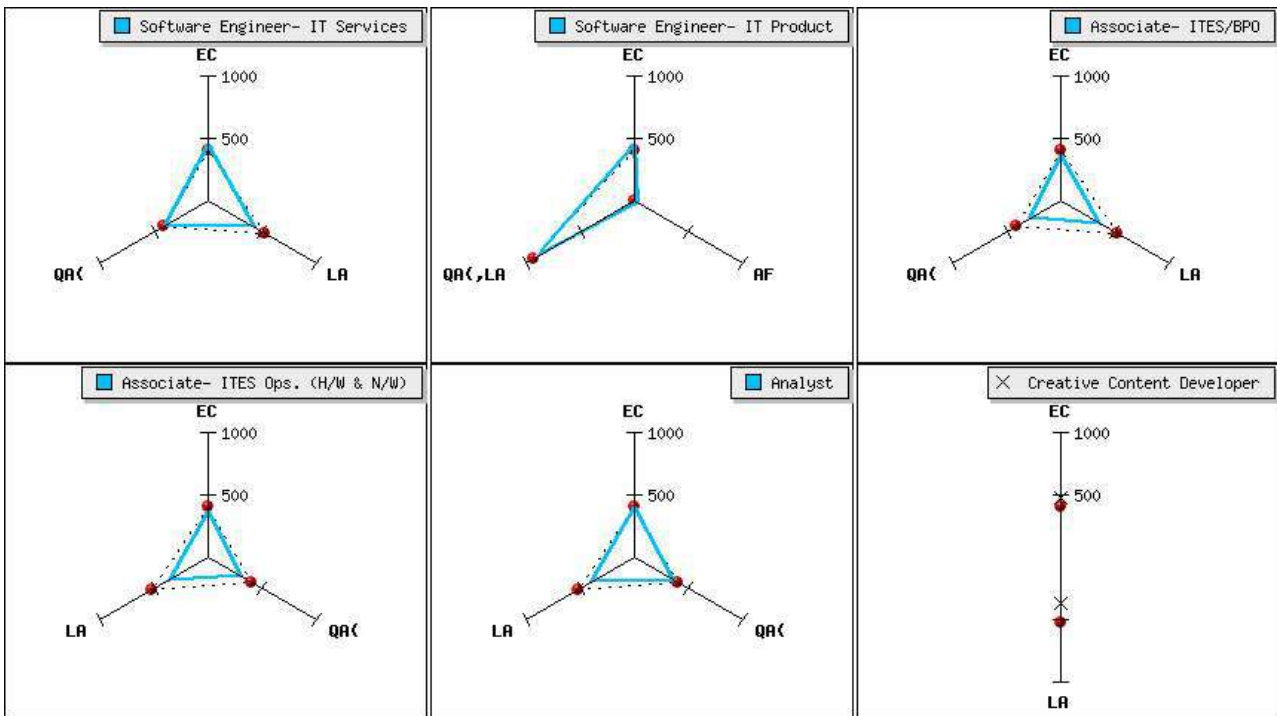 Software Engineer- IT Services
EC
1000
500
QA(
LA
Software Engineer- IT Product
EC
1000
500
QA(,LA
AF
Associate- ITES/BPO
EC
1000
500
QA(
LA
Associate- ITES Ops. (H/W & N/W)
EC
1000
500
LA
QA(
Analyst
EC
1000
500
LA
QA(
Creative Content Developer
EC
1000
500
LA